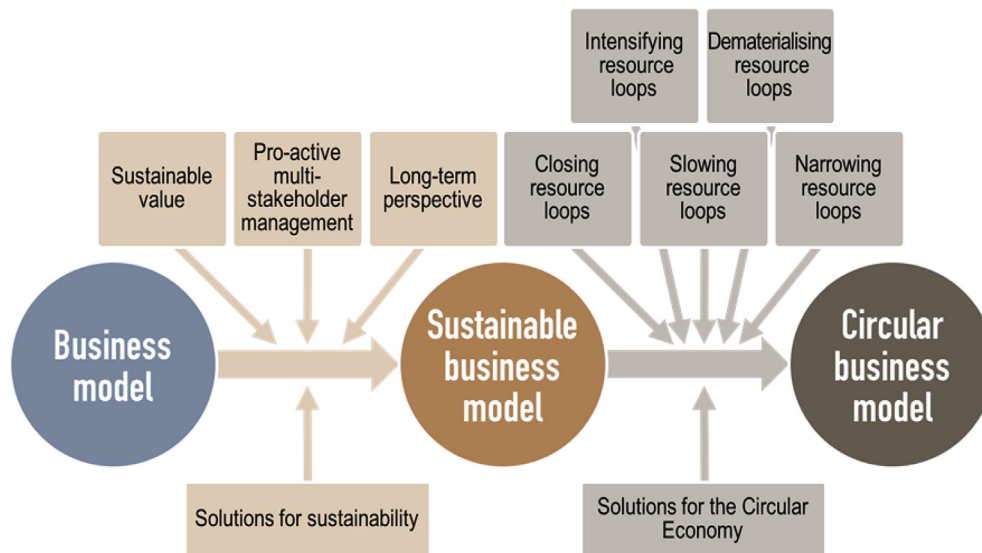 Intensifying
resource
loops
Dematerialising
resource
loops
Sustainable
value
Pro-active
multi-
stakeholder
management
Long-term
perspective
Closing
resource
loops
Slowing
resource
loops
Narrowing
resource
loops
Business
model
Sustainable
business
model
Circular
business
model
Solutions for sustainability
Solutions for the Circular
Economy